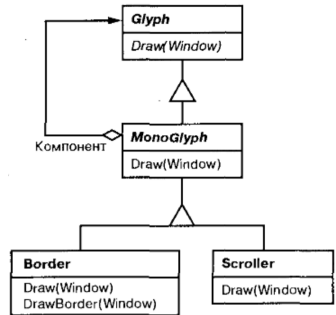 Glyph
Draw(Window)
Компонент
MonoGlyph
Draw(Window)
Border
Draw(Window)
DrawBorder(Window)
Scroller
Draw(Window)